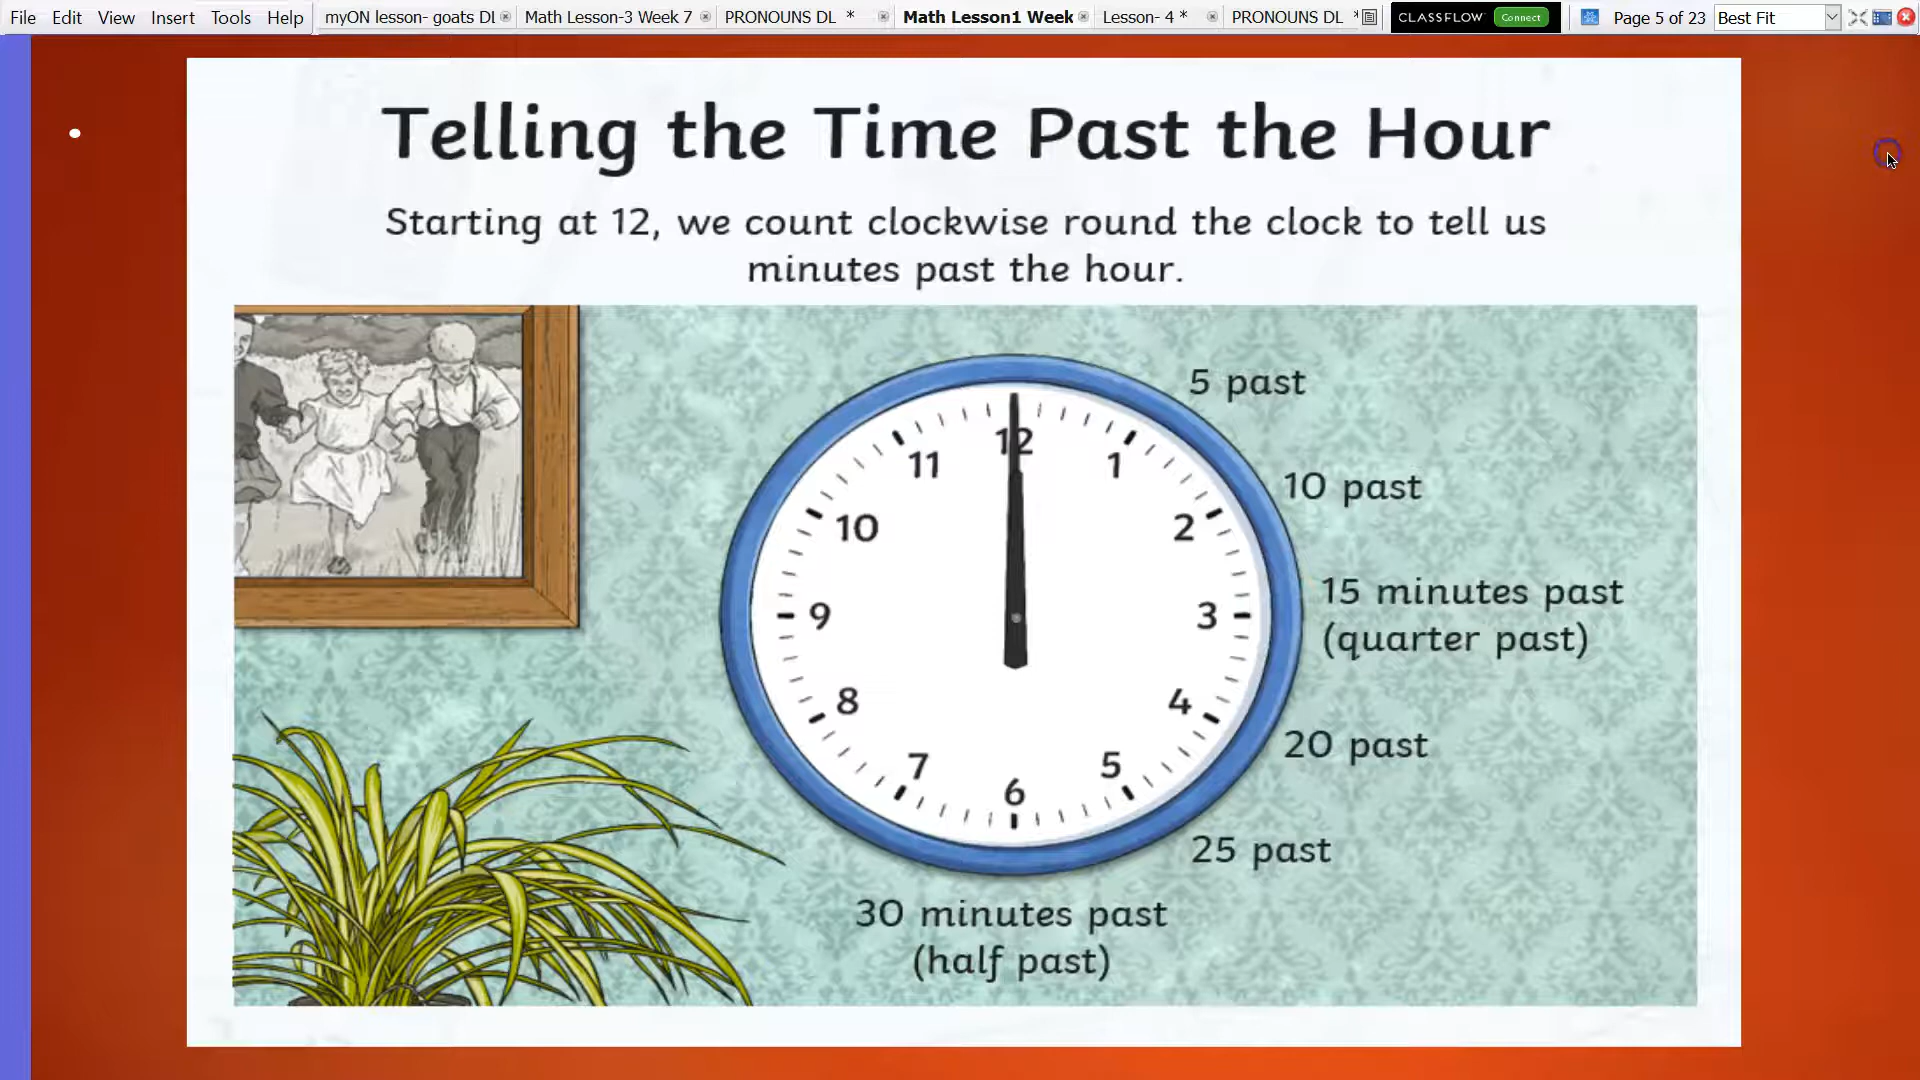 File Edit View Insert Tools Help
myON lesson- goats DL
Math Lesson-3 Week 7
PRONOUNS DL *
Math Lesson1 Week
Lesson- 4 *
PRONOUNS DL *
CLASSFLOW Connect
Page 5 of 23
Best Fit
Telling the Time Past the Hour
Starting at 12, we count clockwise round the clock to tell us
minutes past the hour.
12
1
2
3
4
5
6
7
8
9
10
11
5 past
10 past
15 minutes past
(quarter past)
20 past
25 past
30 minutes past
(half past)